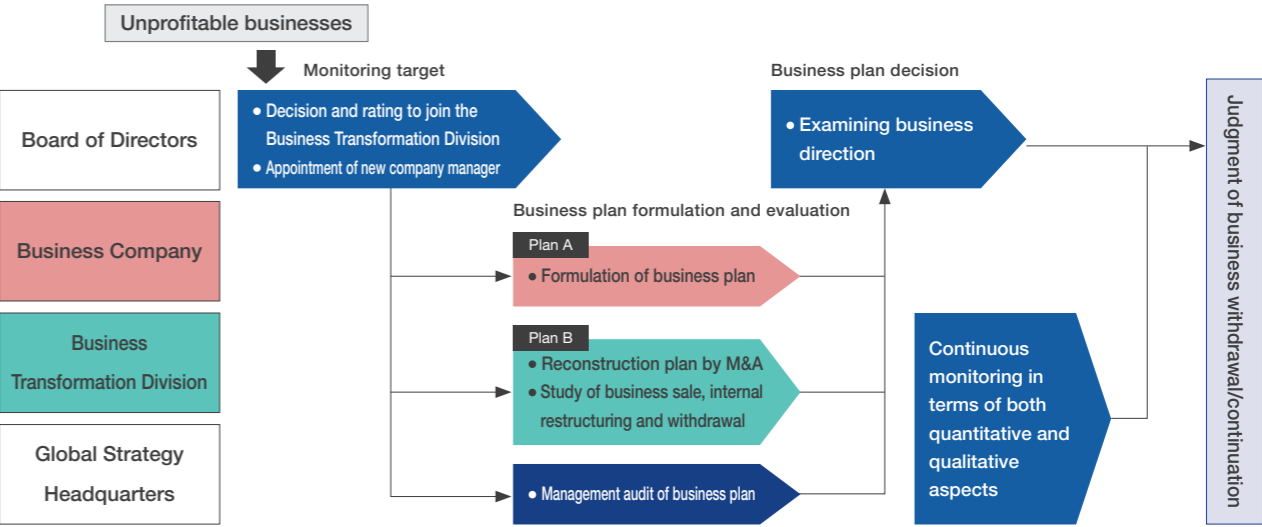 Unprofitable businesses
Monitoring target
Business plan decision
Board of Directors
● Decision and rating to join the
Business Transformation Division
● Appointment of new company manager
● Examining business
direction
Judgment of business withdrawal/continuation
Business plan formulation and evaluation
Business Company
Plan A
● Formulation of business plan
Business
Transformation Division
Plan B
● Reconstruction plan by M&A
● Study of business sale, internal
restructuring and withdrawal
Continuous
monitoring in
terms of both
quantitative and
qualitative
aspects
Global Strategy
Headquarters
● Management audit of business plan